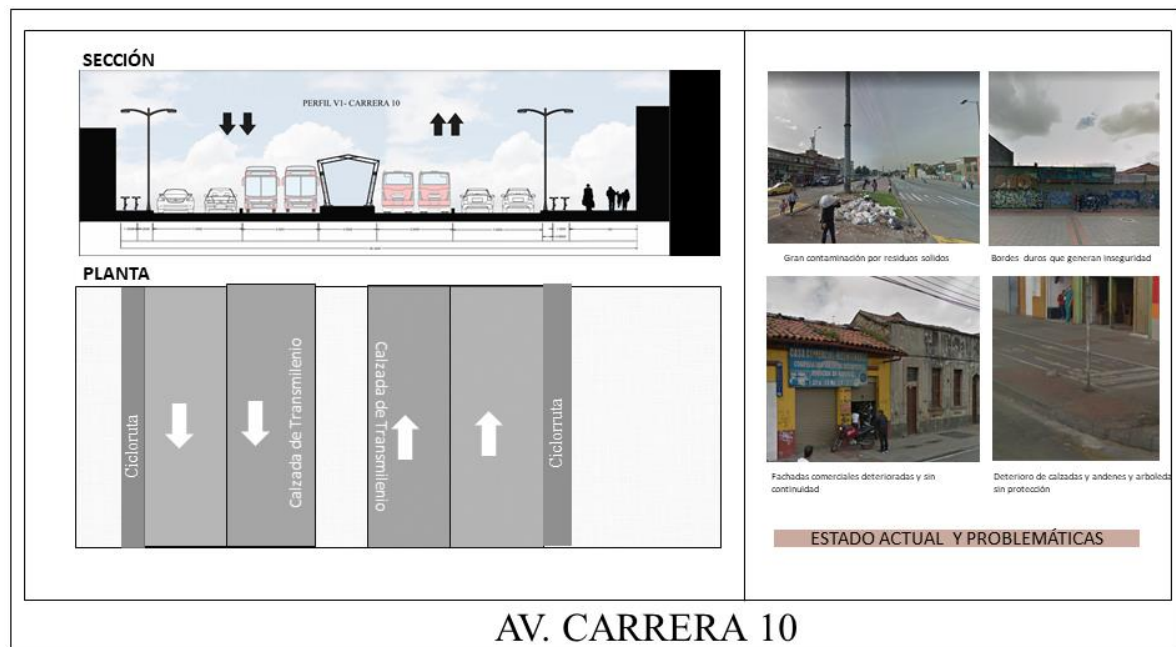 SECCIÓN
PERFIL V1- CARRERA 10
PLANTA
Cicloruta
Calzada de Transmilenio
Calzada de Transmilenio
Ciclorruta
Gran contaminación por residuos solidos
Bordes duros que generan inseguridad
Fachadas comerciales deterioradas y sin
continuidad
Deterioro de calzadas y andenes y arboleda
sin protección
ESTADO ACTUAL Y PROBLEMÁTICAS
AV. CARRERA 10